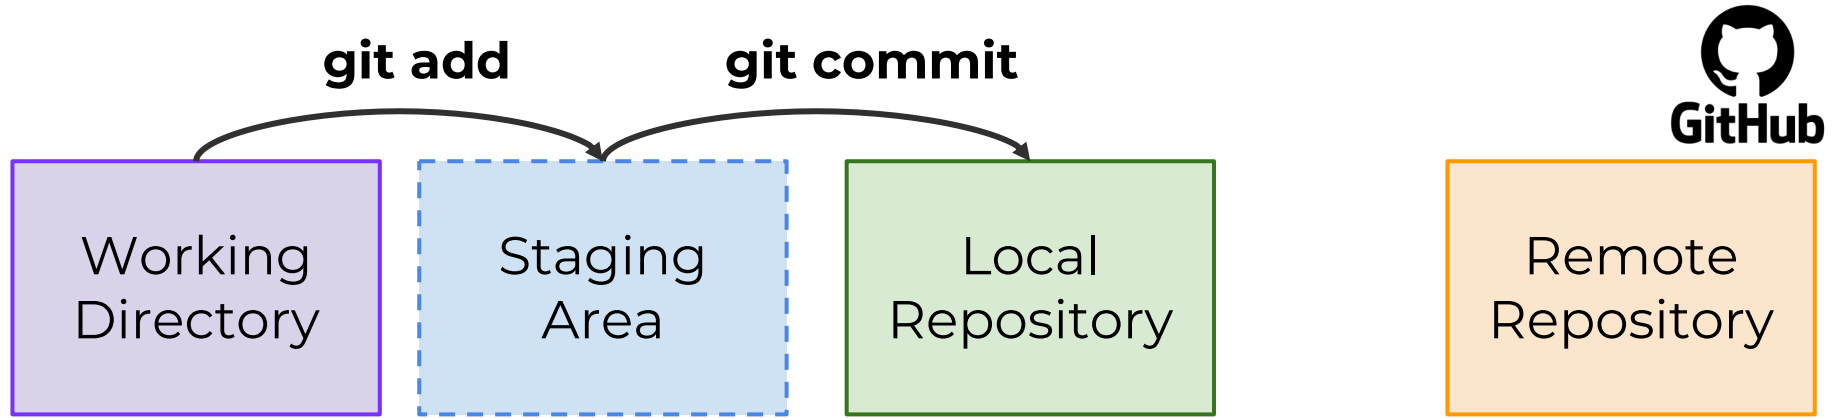 git add
git commit
GitHub
Working
Directory
Staging
Area
Local
Repository
Remote
Repository